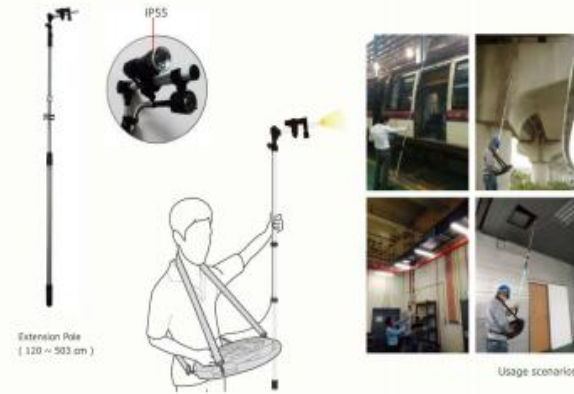 IP55
Extension Pole
( 120 ~ 503 cm )
Usage scenarios